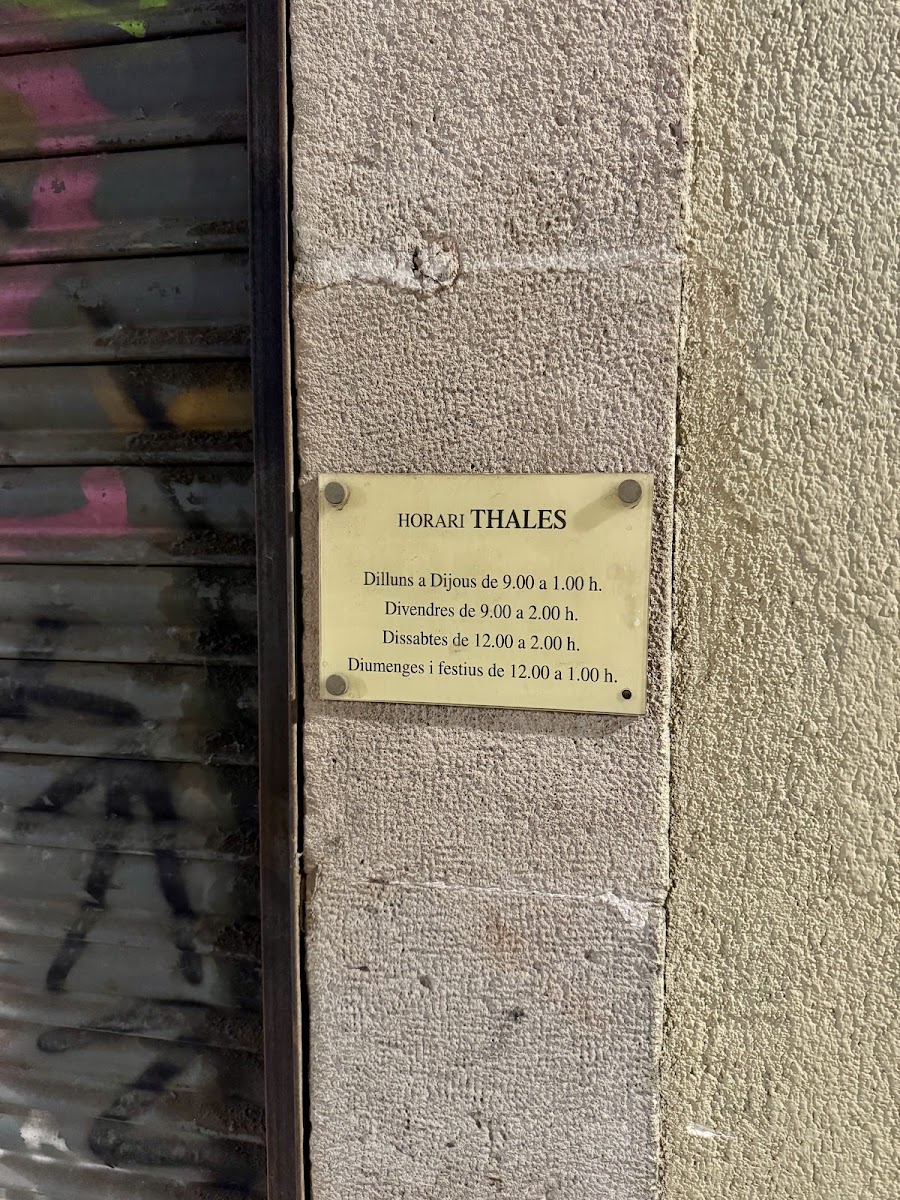 HORARI THALES
Dilluns a Dijous de 9.00 a 1.00 h.
Divendres de 9.00 a 2.00 h.
Dissabtes de 12.00 a 2.00 h.
Diumenges i festius de 12.00 a 1.00 h.